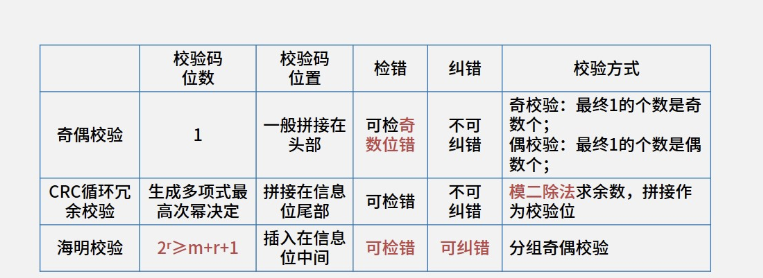 校验码
位数
校验码
位置
检错
纠错
校验方式
奇偶校验
1
一般拼接在
头部
可检奇
数位错
不可
纠错
奇校验：最终1的个数是奇
数个；
偶校验：最终1的个数是偶
数个；
CRC循环冗
余校验
生成多项式最
高次幂决定
拼接在信息
位尾部
可检错
不可
纠错
模二除法求余数，拼接作
为校验位
海明校验
2ʳ≥m+r+1
插入在信息
位中间
可检错
可纠错
分组奇偶校验